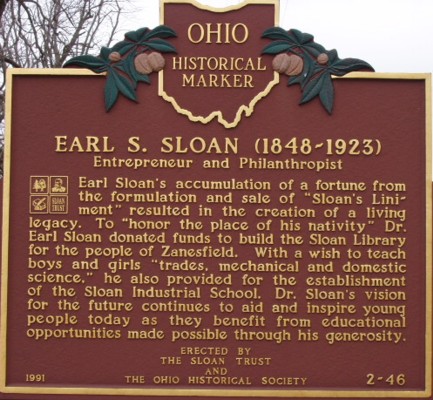 OHIO
HISTORICAL
MARKER
EARL S. SLOAN (1848-1923)
Entrepreneur and Philanthropist
Earl Sloan's accumulation of a fortune from
the formulation and sale of "Sloan's Lini-
ment" resulted in the creation of a living
legacy. To "honor the place of his nativity" Dr.
Earl Sloan donated funds to build the Sloan Library
for the people of Zanesfield. With a wish to teach
boys and girls "trades, mechanical and domestic
science," he also provided for the establishment
of the Sloan Industrial School. Dr. Sloan's vision
for the future continues to aid and inspire young
people today as they benefit from educational
opportunities made possible through his generosity.
ERECTED BY
THE SLOAN TRUST
AND
1991 THE OHIO HISTORICAL SOCIETY 2-46
SLOAN
TRUST